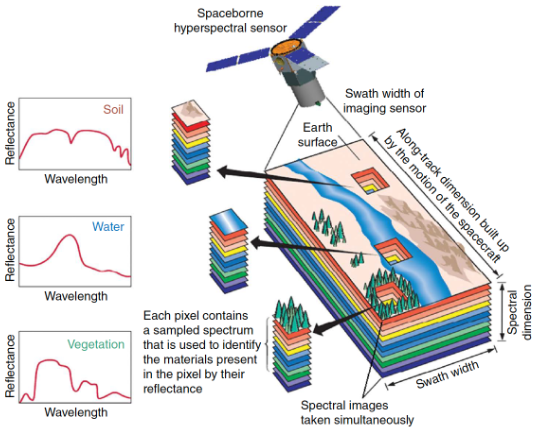 Spaceborne
hyperspectral sensor
Swath width of
imaging sensor
Earth
surface
Along-track dimension built up
by the motion of the spacecraft
Soil
Reflectance
Wavelength
Water
Reflectance
Wavelength
Vegetation
Reflectance
Wavelength
Each pixel contains
a sampled spectrum
that is used to identify
the materials present
in the pixel by their
reflectance
Spectral
dimension
Swath width
Spectral images
taken simultaneously